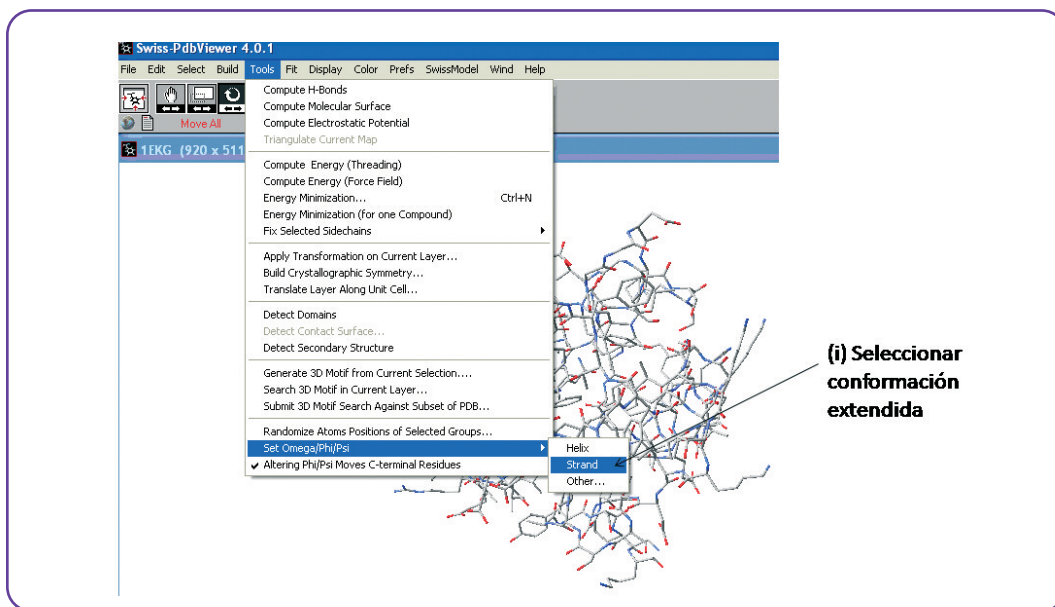 Swiss-PdbViewer 4.0.1
File Edit Select Build Tools Fit Display Color Prefs SwissModel Wind Help
Move All
1EKG (920 x 511
Compute H-Bonds
Compute Molecular Surface
Compute Electrostatic Potential
Triangulate Current Map
Compute Energy (Threading)
Compute Energy (Force Field)
Energy Minimization... Ctrl+N
Energy Minimization (for one Compound)
Fix Selected Sidechains
Apply Transformation on Current Layer...
Build Crystallographic Symmetry...
Translate Layer Along Unit Cell...
Detect Domains
Detect Contact Surface...
Detect Secondary Structure
Generate 3D Motif from Current Selection....
Search 3D Motif in Current Layer...
Submit 3D Motif Search Against Subset of PDB...
Randomize Atoms Positions of Selected Groups...
Set Omega/Phi/Psi
Altering Phi/Psi Moves C-terminal Residues
Helix
Strand
Other...
(i) Seleccionar
conformación
extendida